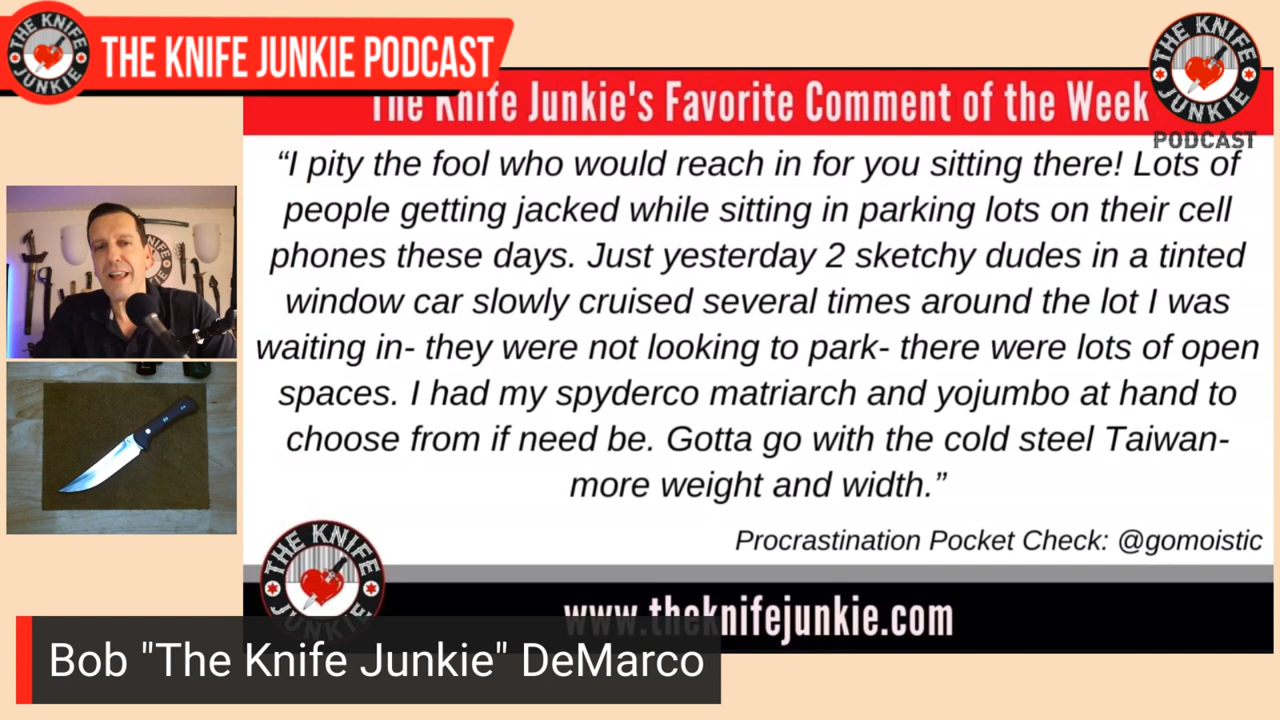 THE KNIFE JUNKIE
THE KNIFE JUNKIE PODCAST
THE KNIFE JUNKIE
PODCAST
The Knife Junkie's Favorite Comment of the Week
“I pity the fool who would reach in for you sitting there! Lots of
people getting jacked while sitting in parking lots on their cell
phones these days. Just yesterday 2 sketchy dudes in a tinted
window car slowly cruised several times around the lot I was
waiting in- they were not looking to park- there were lots of open
spaces. I had my spyderco matriarch and yojumbo at hand to
choose from if need be. Gotta go with the cold steel Taiwan-
more weight and width.”
Procrastination Pocket Check: @gomoistic
THE KNIFE JUNKIE
www.theknifejunkie.com
Bob "The Knife Junkie" DeMarco